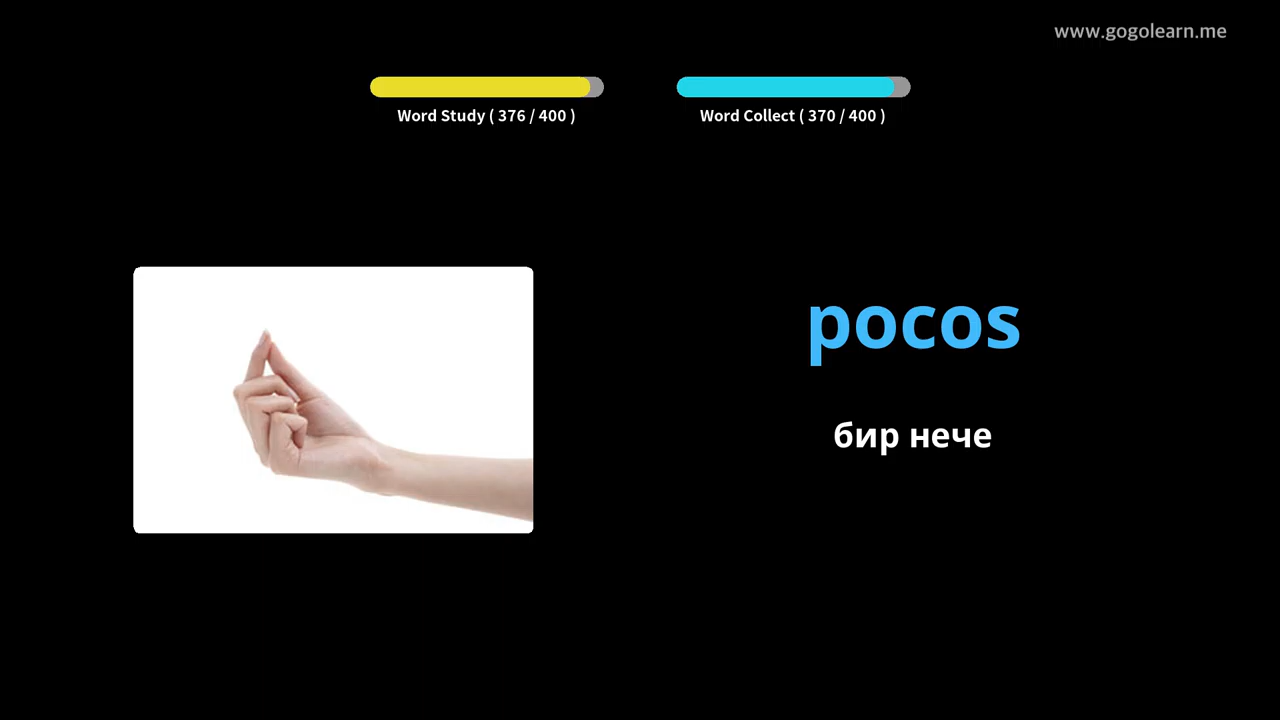 www.gogolearn.me
Word Study ( 376 / 400 )
Word Collect ( 370 / 400 )
pocos
бир нече